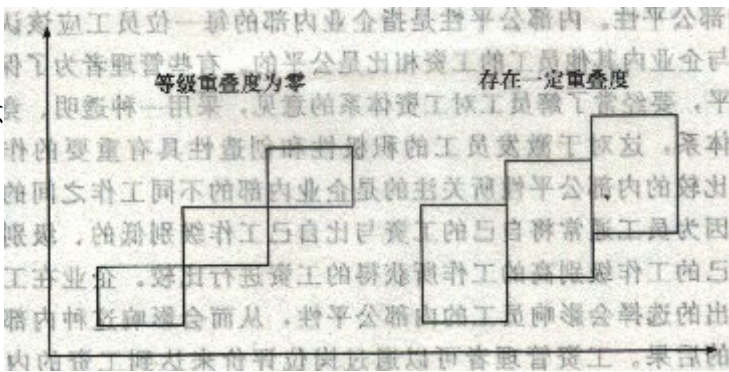 部公平性。内部公平性是指企业内部的每一位员工应该认
与企业内其他员工的工资相比是公平的。有些管理者为了保
等级重叠度为零
存在一定重叠度
平，要经常了解员工对工资体系的意见，采用一种透明、
体系。这对于激发员工的积极性和创造性具有重要的作
比较的内部公平性所关注的是企业内部的不同工作之间的
因为员工通常将自己的工资与比自己工作级别低的、级别
己的工作级别高的工作所获得的工资进行比较。企业在工
出的选择会影响员工的内部公平性，从而会影响这种内部
的后果。工资管理者可以通过岗位评价来达到工资的内